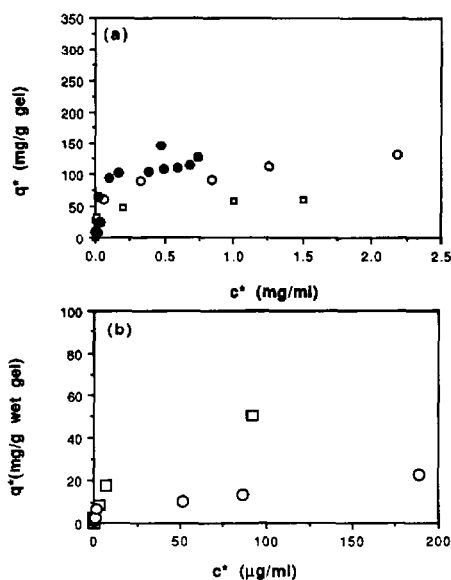 (a)
q* (mg/g gel)
350
300
250
200
150
100
50
0
0.0 0.5 1.0 1.5 2.0 2.5
c* (mg/ml)
(b)
q*(mg/g wet gel)
100
80
60
40
20
0
0 50 100 150 200
c* (μg/ml)